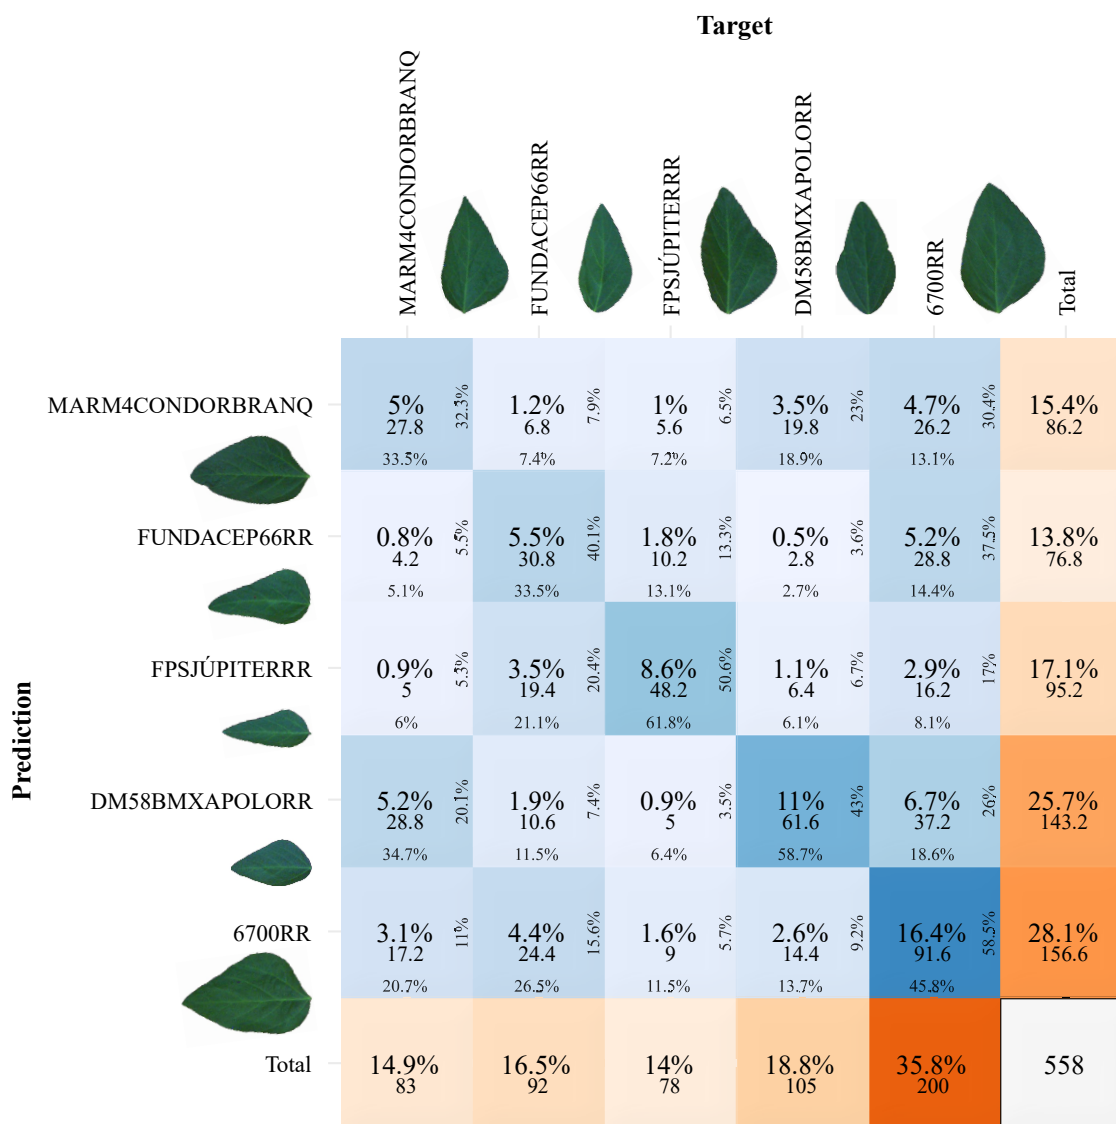 Target
MARM4CONDORBRANQ
FUNDACEP66RR
FPSJÚPITERRR
DM58BMXAPOLORR
6700RR
Total
Prediction
MARM4CONDORBRANQ
5% 32.3% 1.2% 7.9% 1% 6.5% 3.5% 23% 4.7% 30.4% 15.4%
27.8 6.8 5.6 19.8 26.2 86.2
33.5% 7.4% 7.2% 18.9% 13.1%
FUNDACEP66RR
0.8% 5.5% 5.5% 40.1% 1.8% 13.3% 0.5% 3.6% 5.2% 37.5% 13.8%
4.2 30.8 10.2 2.8 28.8 76.8
5.1% 33.5% 13.1% 2.7% 14.4%
FPSJÚPITERRR
0.9% 5.3% 3.5% 20.4% 8.6% 50.6% 1.1% 6.7% 2.9% 17% 17.1%
5 19.4 48.2 6.4 16.2 95.2
6% 21.1% 61.8% 6.1% 8.1%
DM58BMXAPOLORR
5.2% 20.1% 1.9% 7.4% 0.9% 3.5% 11% 43% 6.7% 26% 25.7%
28.8 10.6 5 61.6 37.2 143.2
34.7% 11.5% 6.4% 58.7% 18.6%
6700RR
3.1% 11% 4.4% 15.6% 1.6% 5.7% 2.6% 9.2% 16.4% 58.5% 28.1%
17.2 24.4 9 14.4 91.6 156.6
20.7% 26.5% 11.5% 13.7% 45.8%
Total
14.9% 16.5% 14% 18.8% 35.8% 558
83 92 78 105 200